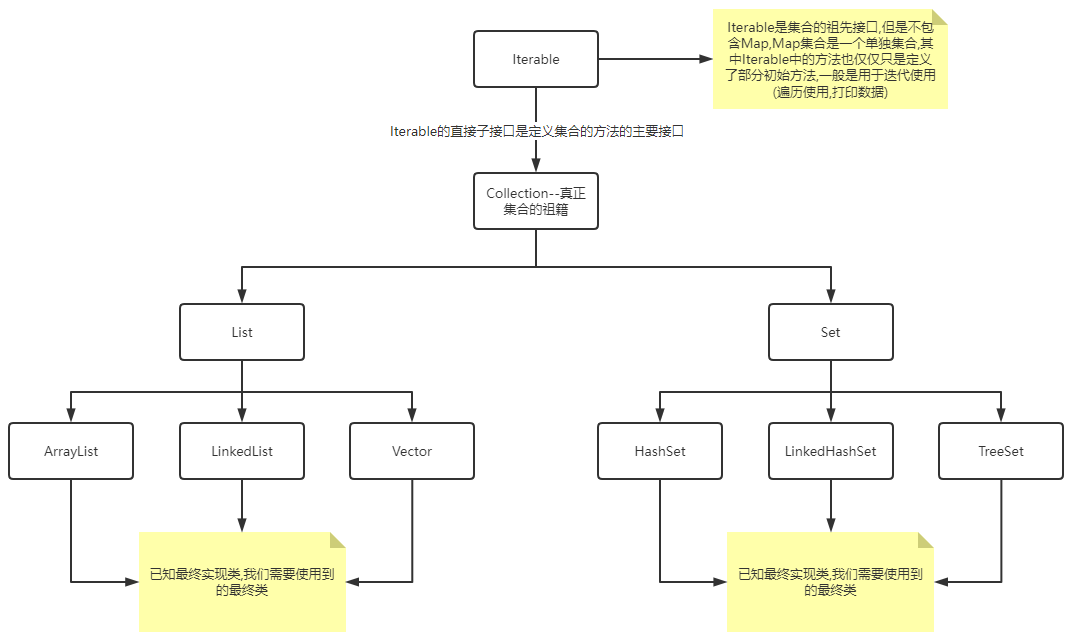 Iterable
Iterable是集合的祖先接口,但是不包
含Map,Map集合是一个单独集合,其
中Iterable中的方法也仅仅只是定义
了部分初始方法,一般是用于迭代使用
(遍历使用,打印数据)
Iterable的直接子接口是定义集合的方法的主要接口
Collection--真正
集合的祖籍
List
Set
ArrayList
LinkedList
Vector
HashSet
LinkedHashSet
TreeSet
已知最终实现类,我们需要使用到
的最终类
已知最终实现类,我们需要使用到
的最终类